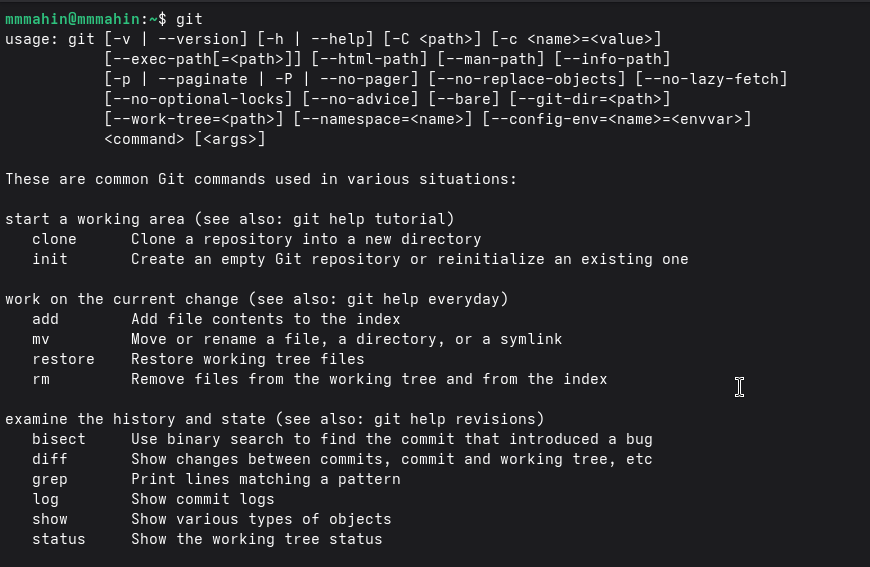 mmmahin@mmmahin:~$ git
usage: git [-v | --version] [-h | --help] [-C <path>] [-c <name>=<value>]
           [--exec-path[=<path>]] [--html-path] [--man-path] [--info-path]
           [-p | --paginate | -P | --no-pager] [--no-replace-objects] [--no-lazy-fetch]
           [--no-optional-locks] [--no-advice] [--bare] [--git-dir=<path>]
           [--work-tree=<path>] [--namespace=<name>] [--config-env=<name>=<envvar>]
           <command> [<args>]

These are common Git commands used in various situations:

start a working area (see also: git help tutorial)
   clone      Clone a repository into a new directory
   init       Create an empty Git repository or reinitialize an existing one

work on the current change (see also: git help everyday)
   add        Add file contents to the index
   mv         Move or rename a file, a directory, or a symlink
   restore    Restore working tree files
   rm         Remove files from the working tree and from the index

examine the history and state (see also: git help revisions)
   bisect     Use binary search to find the commit that introduced a bug
   diff       Show changes between commits, commit and working tree, etc
   grep       Print lines matching a pattern
   log        Show commit logs
   show       Show various types of objects
   status     Show the working tree status